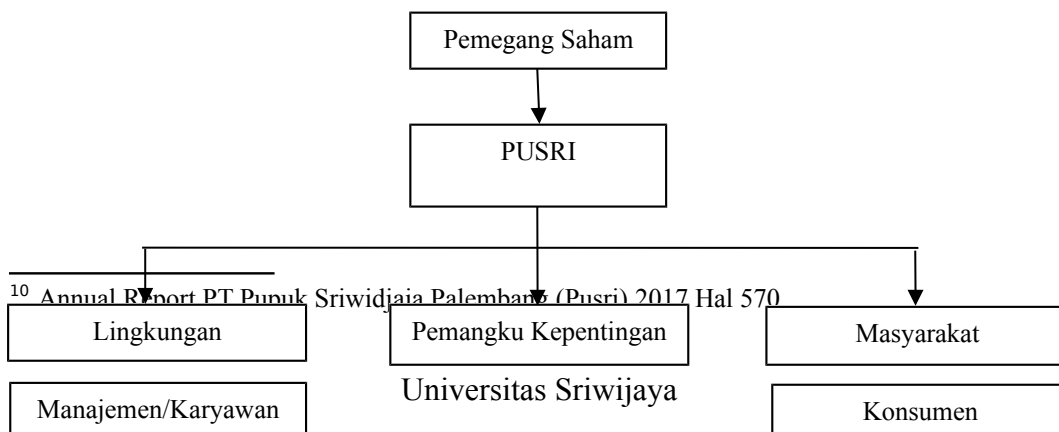 Pemegang Saham
PUSRI
10 Annual Report PT Pupuk Sriwidjaja Palembang (Pusri) 2017 Hal 570
Lingkungan
Pemangku Kepentingan
Masyarakat
Universitas Sriwijaya
Manajemen/Karyawan
Konsumen